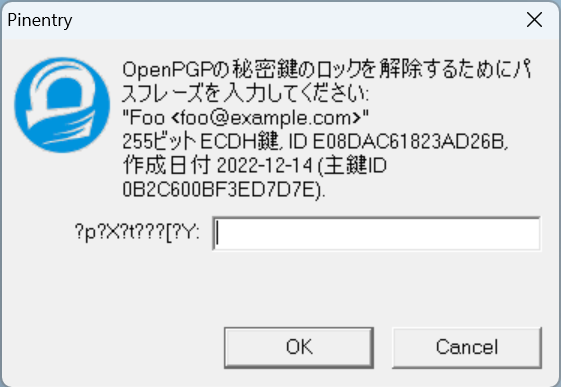 Pinentry
OpenPGPの秘密鍵のロックを解除するためにパ
スフレーズを入力してください:
"Foo <foo@example.com>"
255ビット ECDH鍵, ID E08DAC61823AD26B,
作成日付 2022-12-14 (主鍵ID
0B2C600BF3ED7D7E).
?p?X?t???[?Y:
OK
Cancel